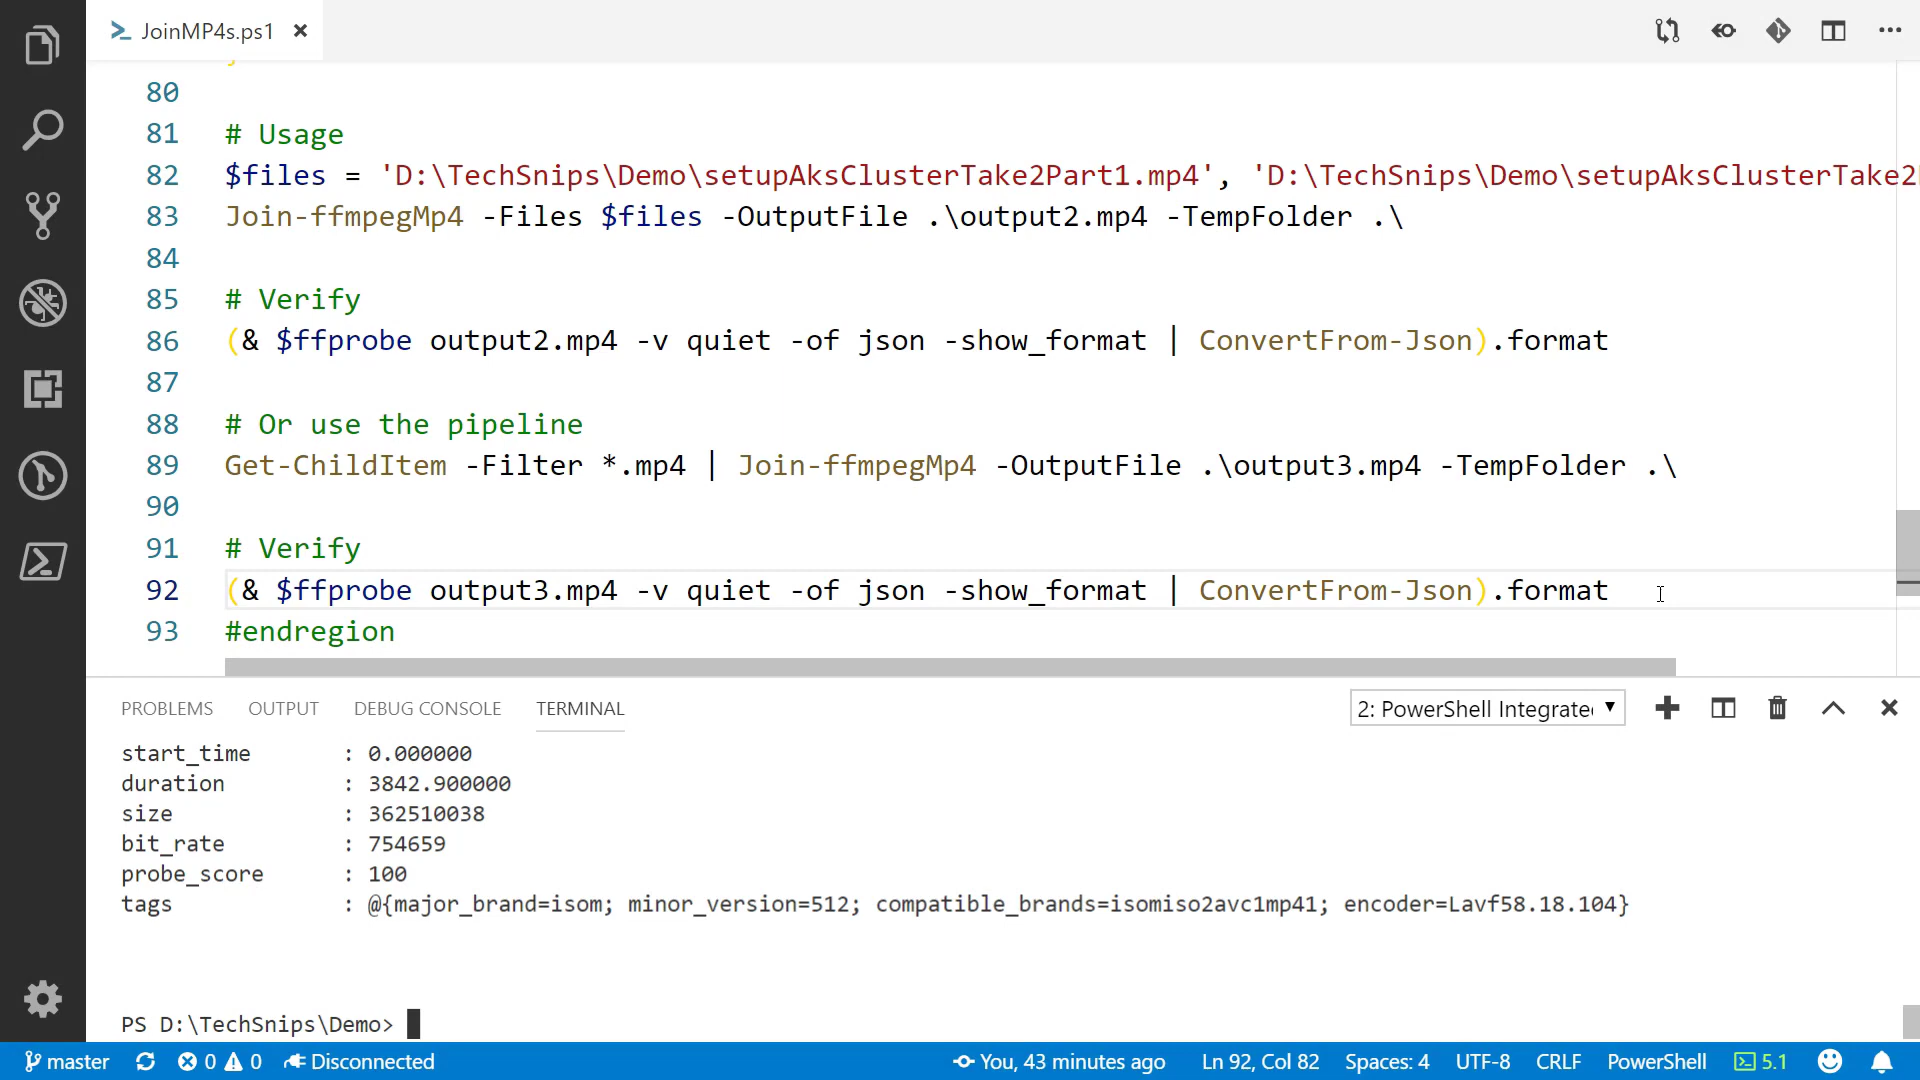 JoinMP4s.ps1
80
81 # Usage
82 $files = 'D:\TechSnips\Demo\setupAksClusterTake2Part1.mp4', 'D:\TechSnips\Demo\setupAksClusterTake2
83 Join-ffmpegMp4 -Files $files -OutputFile .\output2.mp4 -TempFolder .\
84
85 # Verify
86 (& $ffprobe output2.mp4 -v quiet -of json -show_format | ConvertFrom-Json).format
87
88 # Or use the pipeline
89 Get-ChildItem -Filter *.mp4 | Join-ffmpegMp4 -OutputFile .\output3.mp4 -TempFolder .\
90
91 # Verify
92 (& $ffprobe output3.mp4 -v quiet -of json -show_format | ConvertFrom-Json).format
93 #endregion
PROBLEMS OUTPUT DEBUG CONSOLE TERMINAL 2: PowerShell Integrate
start_time : 0.000000
duration : 3842.900000
size : 362510038
bit_rate : 754659
probe_score : 100
tags : @{major_brand=isom; minor_version=512; compatible_brands=isomiso2avc1mp41; encoder=Lavf58.18.104}
PS D:\TechSnips\Demo>
master 0 0 Disconnected You, 43 minutes ago Ln 92, Col 82 Spaces: 4 UTF-8 CRLF PowerShell 5.1